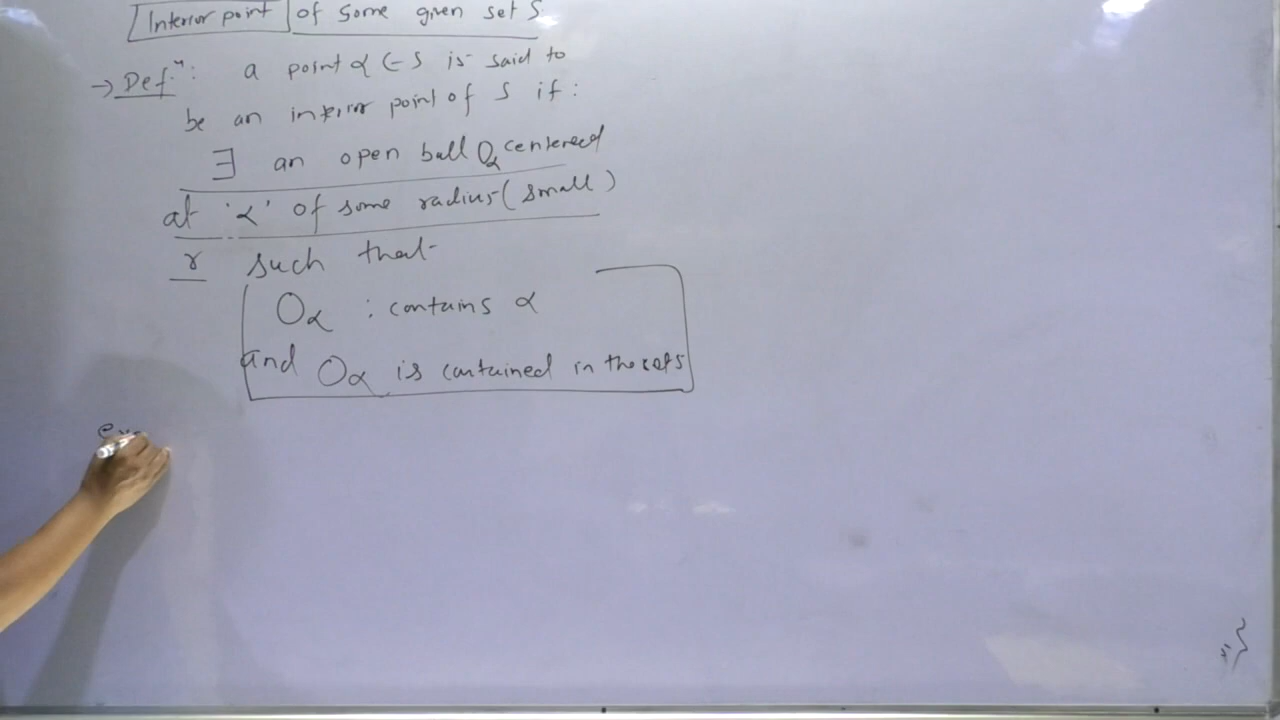 Interior point of some given set S
→ Defⁿ: a point α ∈ S is said to
be an interior point of S if:
∃ an open ball Oα centered
at 'α' of some radius (small)
r such that
Oα : contains α
and Oα is contained in the set S